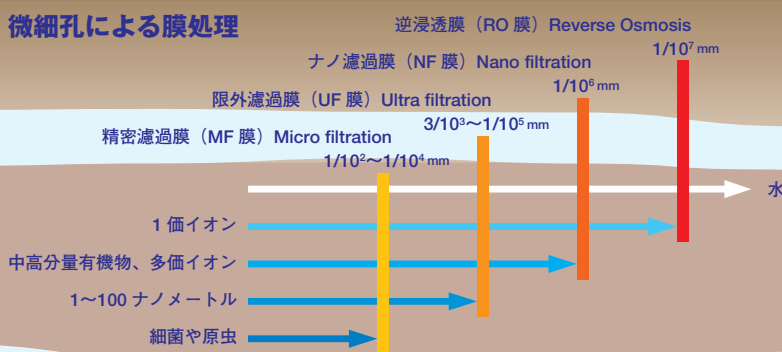 微細孔による膜処理
逆浸透膜（RO 膜）Reverse Osmosis
1/10⁷ mm
ナノ濾過膜（NF 膜）Nano filtration
1/10⁶ mm
限外濾過膜（UF 膜）Ultra filtration
3/10³〜1/10⁵ mm
精密濾過膜（MF 膜）Micro filtration
1/10²〜1/10⁴ mm
水
1 価イオン
中高分量有機物、多価イオン
1〜100 ナノメートル
細菌や原虫